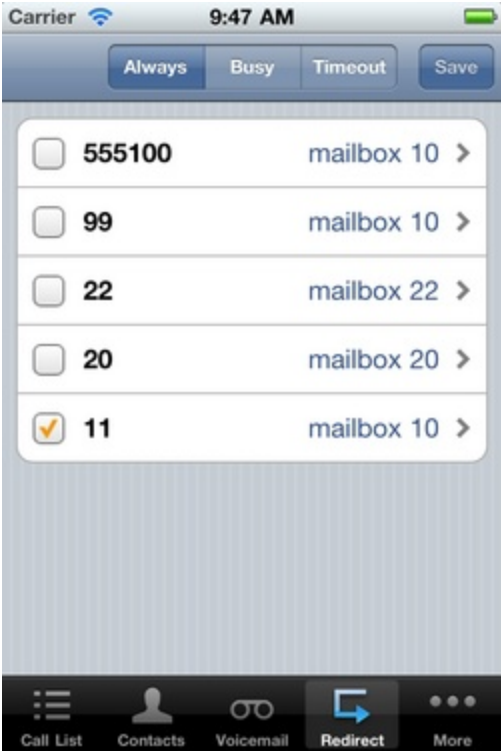 Carrier 9:47 AM
Always Busy Timeout Save
555100 mailbox 10
99 mailbox 10
22 mailbox 22
20 mailbox 20
11 mailbox 10
Call List Contacts Voicemail Redirect More